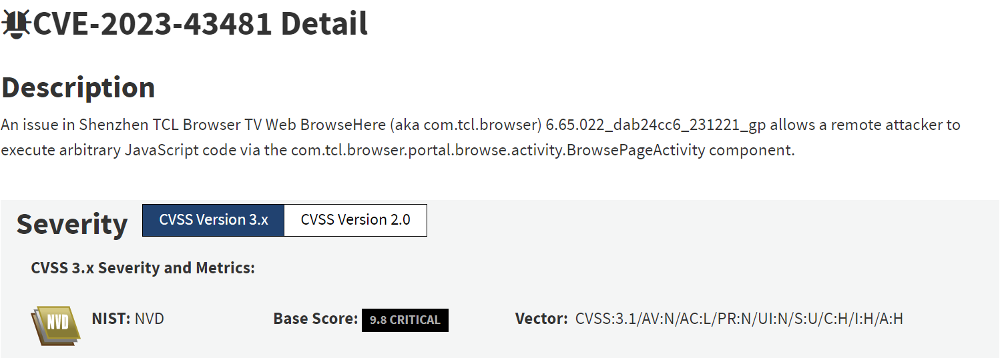 CVE-2023-43481 Detail
Description
An issue in Shenzhen TCL Browser TV Web BrowseHere (aka com.tcl.browser) 6.65.022_dab24cc6_231221_gp allows a remote attacker to
execute arbitrary JavaScript code via the com.tcl.browser.portal.browse.activity.BrowsePageActivity component.
Severity CVSS Version 3.x CVSS Version 2.0
CVSS 3.x Severity and Metrics:
NVD NIST: NVD Base Score: 9.8 CRITICAL Vector: CVSS:3.1/AV:N/AC:L/PR:N/UI:N/S:U/C:H/I:H/A:H